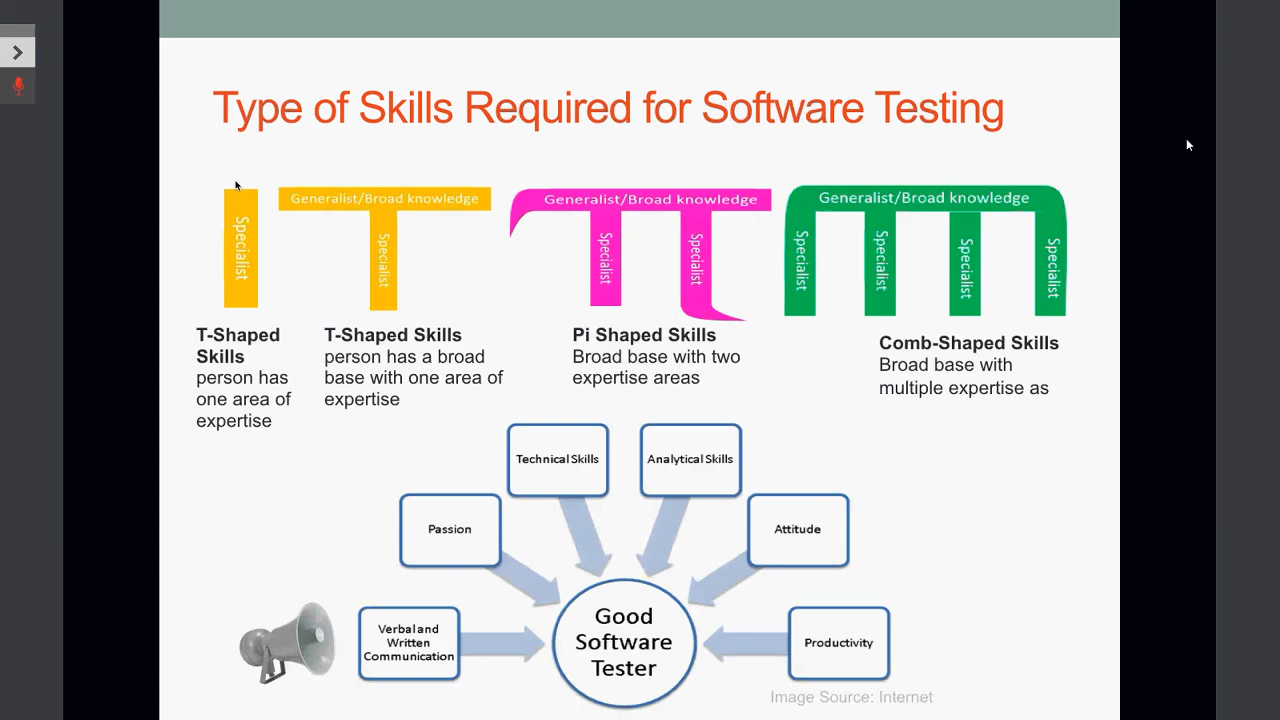 Type of Skills Required for Software Testing
Specialist
Generalist/Broad knowledge
Specialist
Generalist/Broad knowledge
Specialist
Specialist
Generalist/Broad knowledge
Specialist
Specialist
Specialist
Specialist
T-Shaped
Skills
person has
one area of
expertise
T-Shaped Skills
person has a broad
base with one area of
expertise
Pi Shaped Skills
Broad base with two
expertise areas
Comb-Shaped Skills
Broad base with
multiple expertise as
Technical Skills
Analytical Skills
Passion
Attitude
Verbal and
Written
Communication
Good
Software
Tester
Productivity
Image Source: Internet